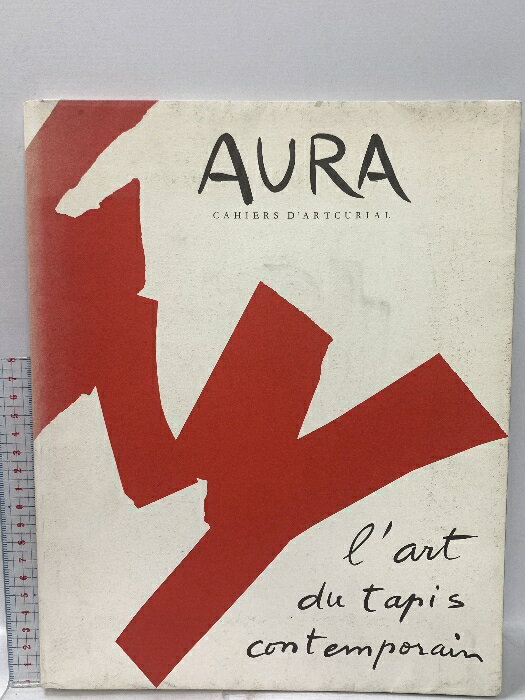 AURA
CAHIERS D'ARTCURIAL
l'art
du tapis
contemporain